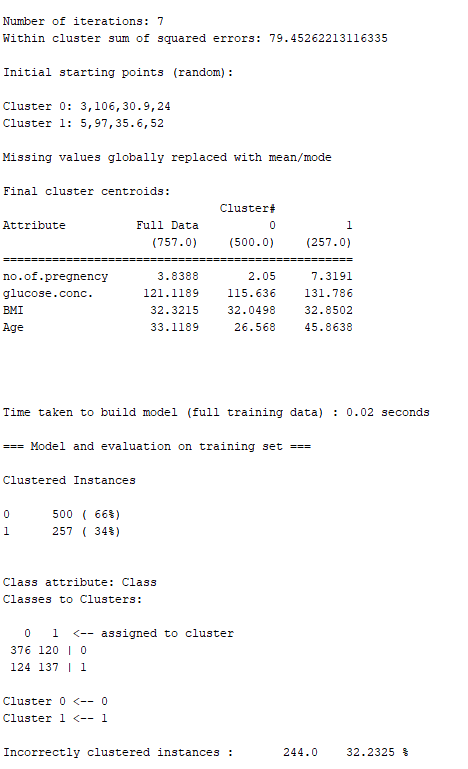 Number of iterations: 7
Within cluster sum of squared errors: 79.45262213116335
Initial starting points (random):
Cluster 0: 3,106,30.9,24
Cluster 1: 5,97,35.6,52
Missing values globally replaced with mean/mode
Final cluster centroids:
Cluster#
Attribute Full Data 0 1
(757.0) (500.0) (257.0)
==================================================
no.of.pregnency 3.8388 2.05 7.3191
glucose.conc. 121.1189 115.636 131.786
BMI 32.3215 32.0498 32.8502
Age 33.1189 26.568 45.8638
Time taken to build model (full training data) : 0.02 seconds
=== Model and evaluation on training set ===
Clustered Instances
0 500 ( 66%)
1 257 ( 34%)
Class attribute: Class
Classes to Clusters:
0 1 <-- assigned to cluster
376 120 | 0
124 137 | 1
Cluster 0 <-- 0
Cluster 1 <-- 1
Incorrectly clustered instances : 244.0 32.2325 %